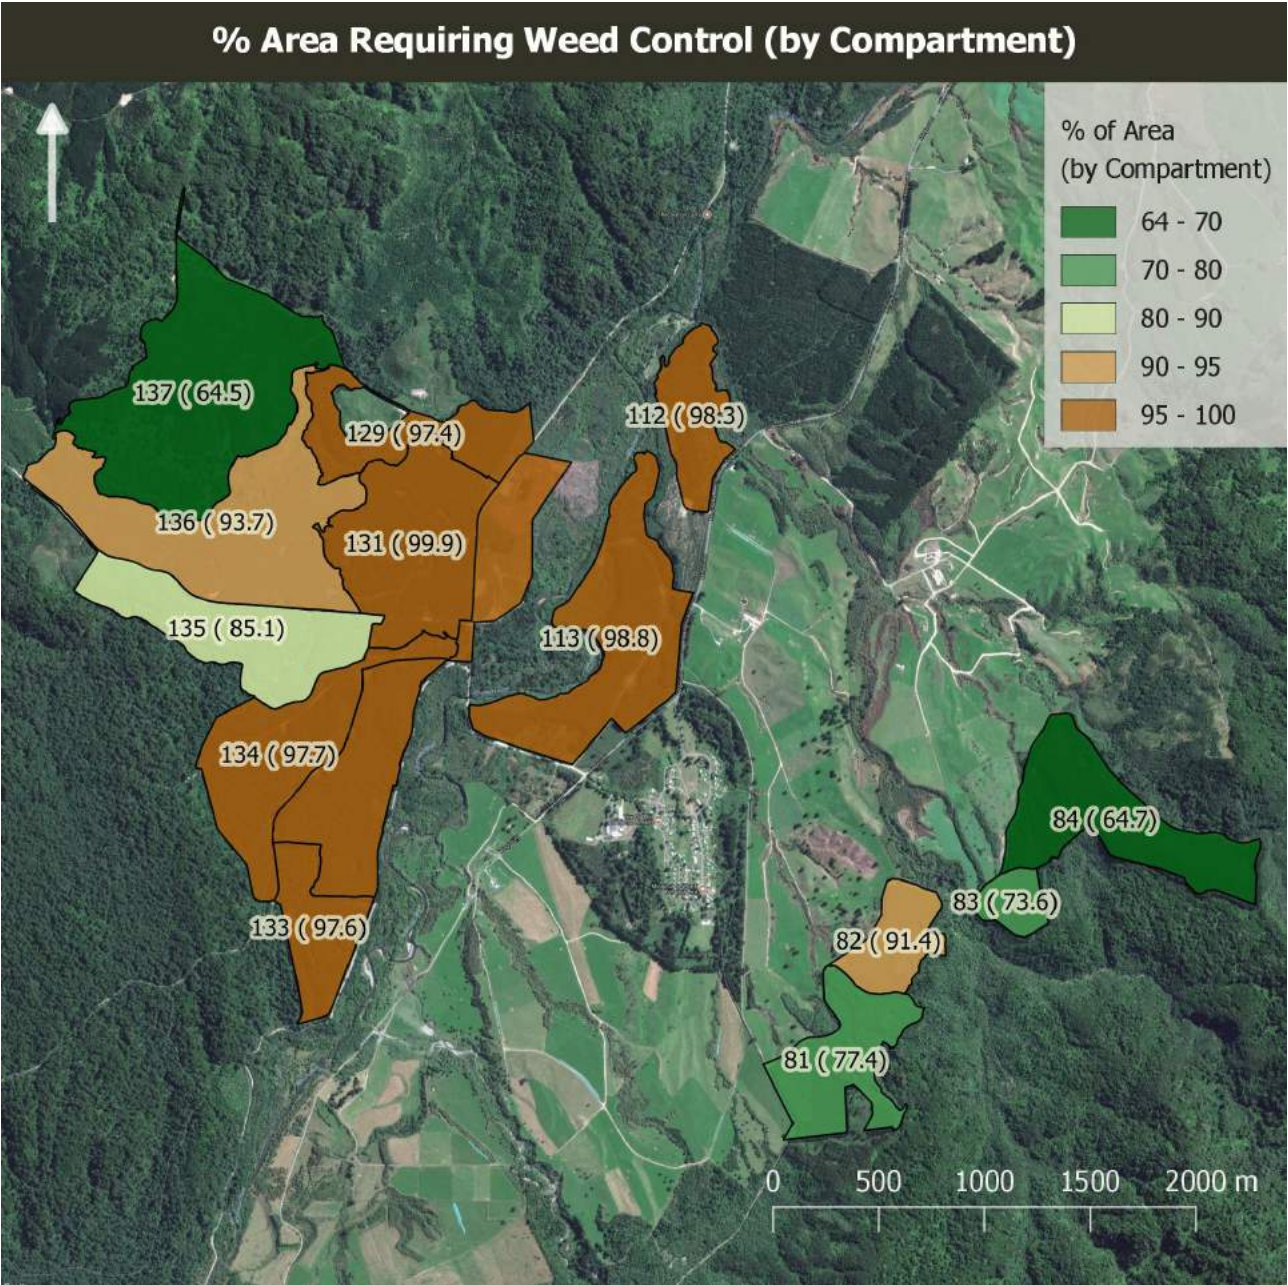 % Area Requiring Weed Control (by Compartment)
% of Area
(by Compartment)
64 - 70
70 - 80
80 - 90
90 - 95
95 - 100
137 ( 64.5)
129 ( 97.4)
112 ( 98.3)
136 ( 93.7)
131 ( 99.9)
135 ( 85.1)
113 ( 98.8)
134 ( 97.7)
84 ( 64.7)
83 ( 73.6)
133 ( 97.6)
82 ( 91.4)
81 ( 77.4)
0 500 1000 1500 2000 m